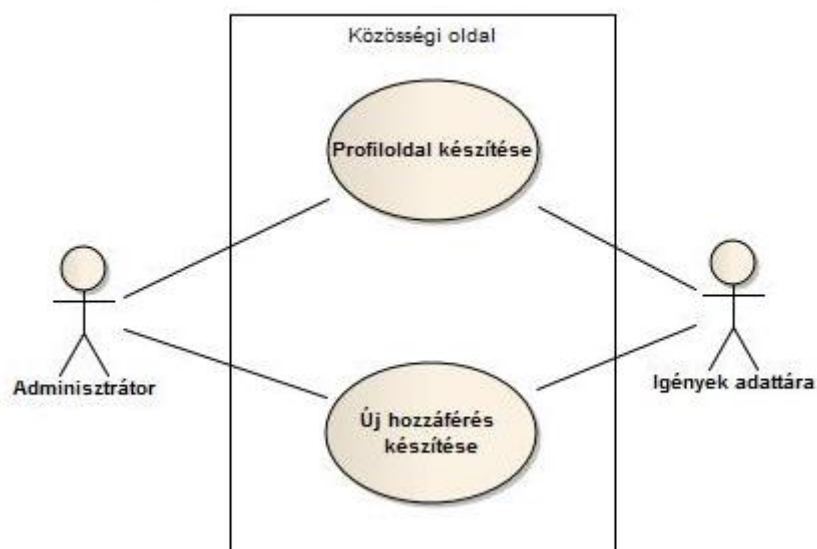 Közösségi oldal
Profiloldal készítése
Adminisztrátor
Igények adattára
Új hozzáférés
készítése